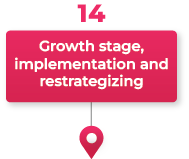 14
Growth stage,
implementation and
restrategizing